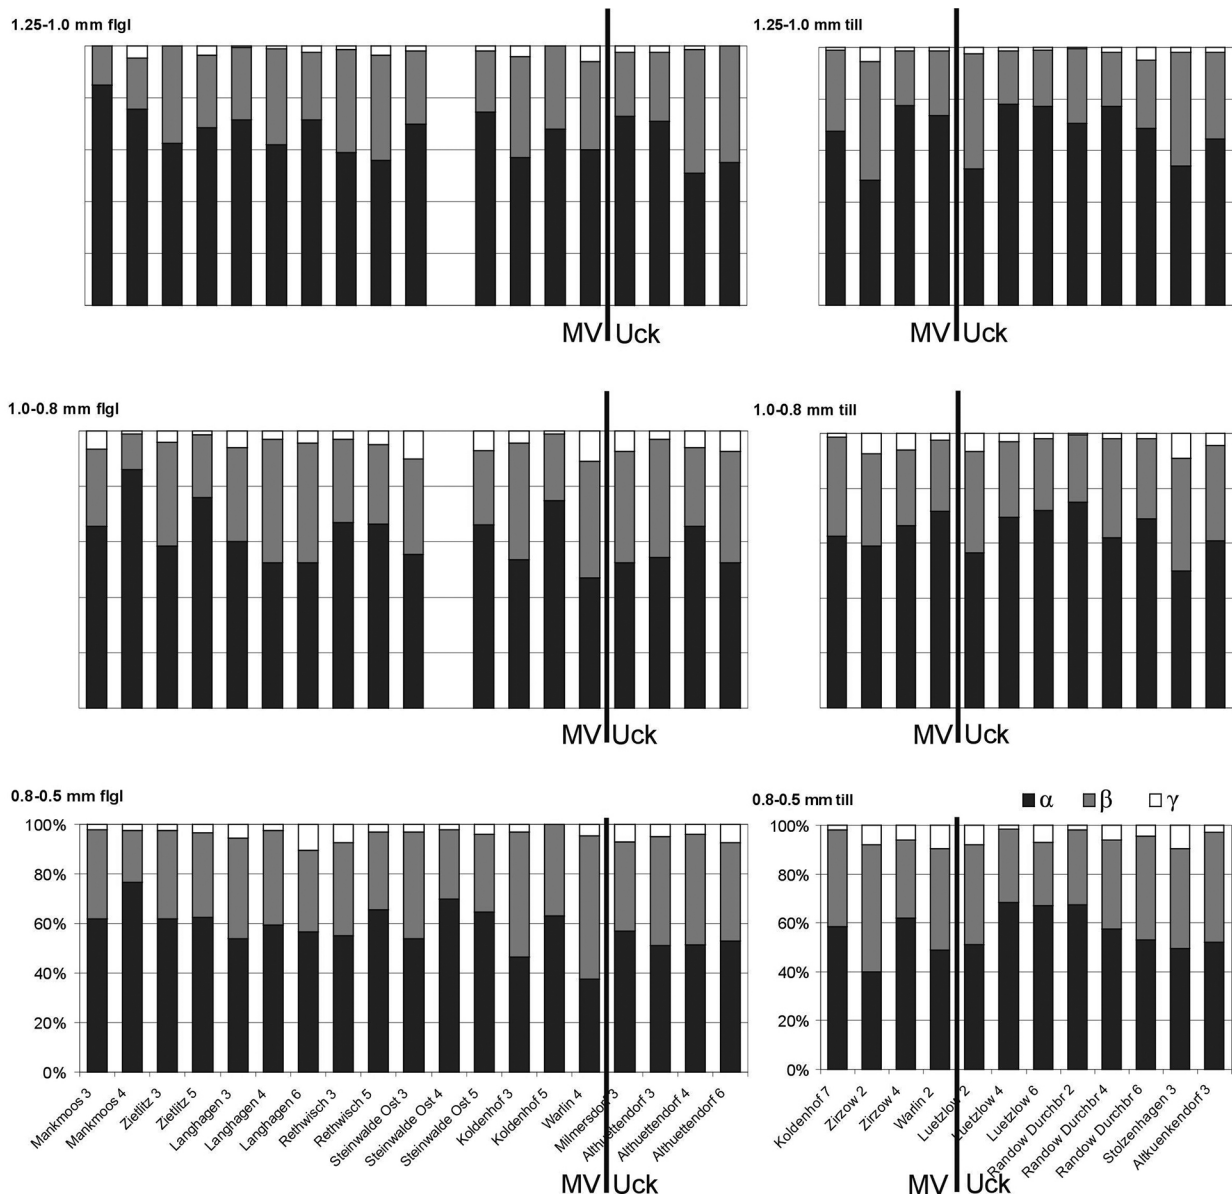 1.25-1.0 mm flgl
1.25-1.0 mm till
MV Uck
MV Uck
1.0-0.8 mm flgl
1.0-0.8 mm till
MV Uck
MV Uck
0.8-0.5 mm flgl
0.8-0.5 mm till
α β γ
100%
80%
60%
40%
20%
0%
100%
80%
60%
40%
20%
0%
Mankmoos 3
Mankmoos 4
Zietlitz 3
Zietlitz 5
Langhagen 3
Langhagen 4
Langhagen 6
Rethwisch 3
Rethwisch 5
Steinwalde Ost 3
Steinwalde Ost 4
Steinwalde Ost 5
Koldenhof 3
Koldenhof 5
Warlin 4
Milmersdorf 3
Althuettendorf 3
Althuettendorf 4
Althuettendorf 6
Koldenhof 7
Zirzow 2
Zirzow 4
Warlin 2
Luetzlow 2
Luetzlow 4
Luetzlow 6
Randow Durchbr 2
Randow Durchbr 4
Randow Durchbr 6
Stolzenhagen 3
Altkuenkendorf 3
MV Uck
MV Uck